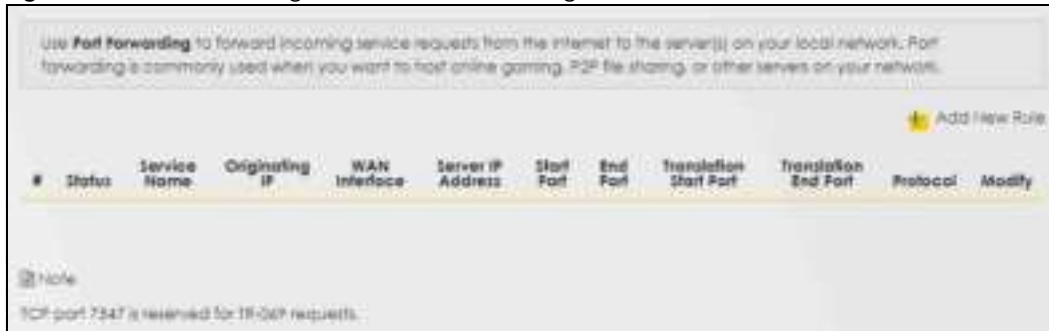 Use Port Forwarding to forward incoming service requests from the Internet to the server(s) on your local network. Port
forwarding is commonly used when you want to host online gaming, P2P file sharing, or other servers on your network.
Add New Rule
# Status Service Name Originating IP WAN Interface Server IP Address Start Port End Port Translation Start Port Translation End Port Protocol Modify
Note
TCP port 7547 is reserved for TR-069 requests.